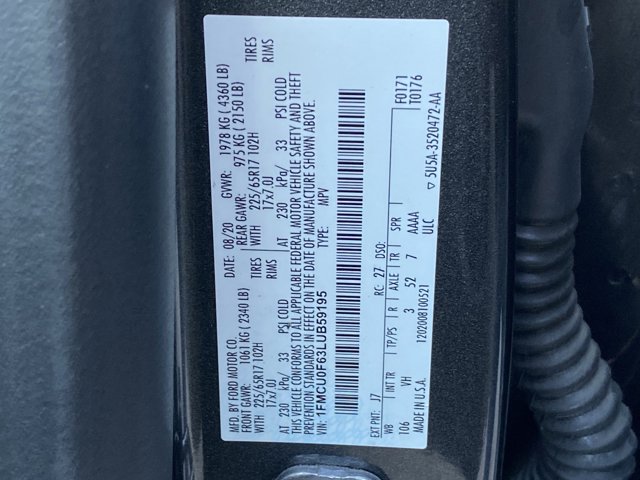 MFD. BY FORD MOTOR CO.
DATE: 08/20 GVWR: 1978 KG ( 4360 LB)
FRONT GAWR: 1061 KG ( 2340 LB) REAR GAWR: 975 KG ( 2150 LB)
WITH 225/65R17 102H TIRES WITH 225/65R17 102H TIRES
17x7.0J RIMS 17x7.0J RIMS
AT 230 kPa/ 33 PSI COLD AT 230 kPa/ 33 PSI COLD
THIS VEHICLE CONFORMS TO ALL APPLICABLE FEDERAL MOTOR VEHICLE SAFETY AND THEFT
PREVENTION STANDARDS IN EFFECT ON THE DATE OF MANUFACTURE SHOWN ABOVE.
VIN: 1FMCU0F63LUB59195 TYPE: MPV
F0171
T0176
EXT PNT: J7 RC: 27 DSO:
WB INT TR TP/PS R AXLE TR SPR
106 VH 3 52 7 AAAA
ULC
MADE IN U.S.A. 12020081 00521
▽ 5U5A-3520472-AA